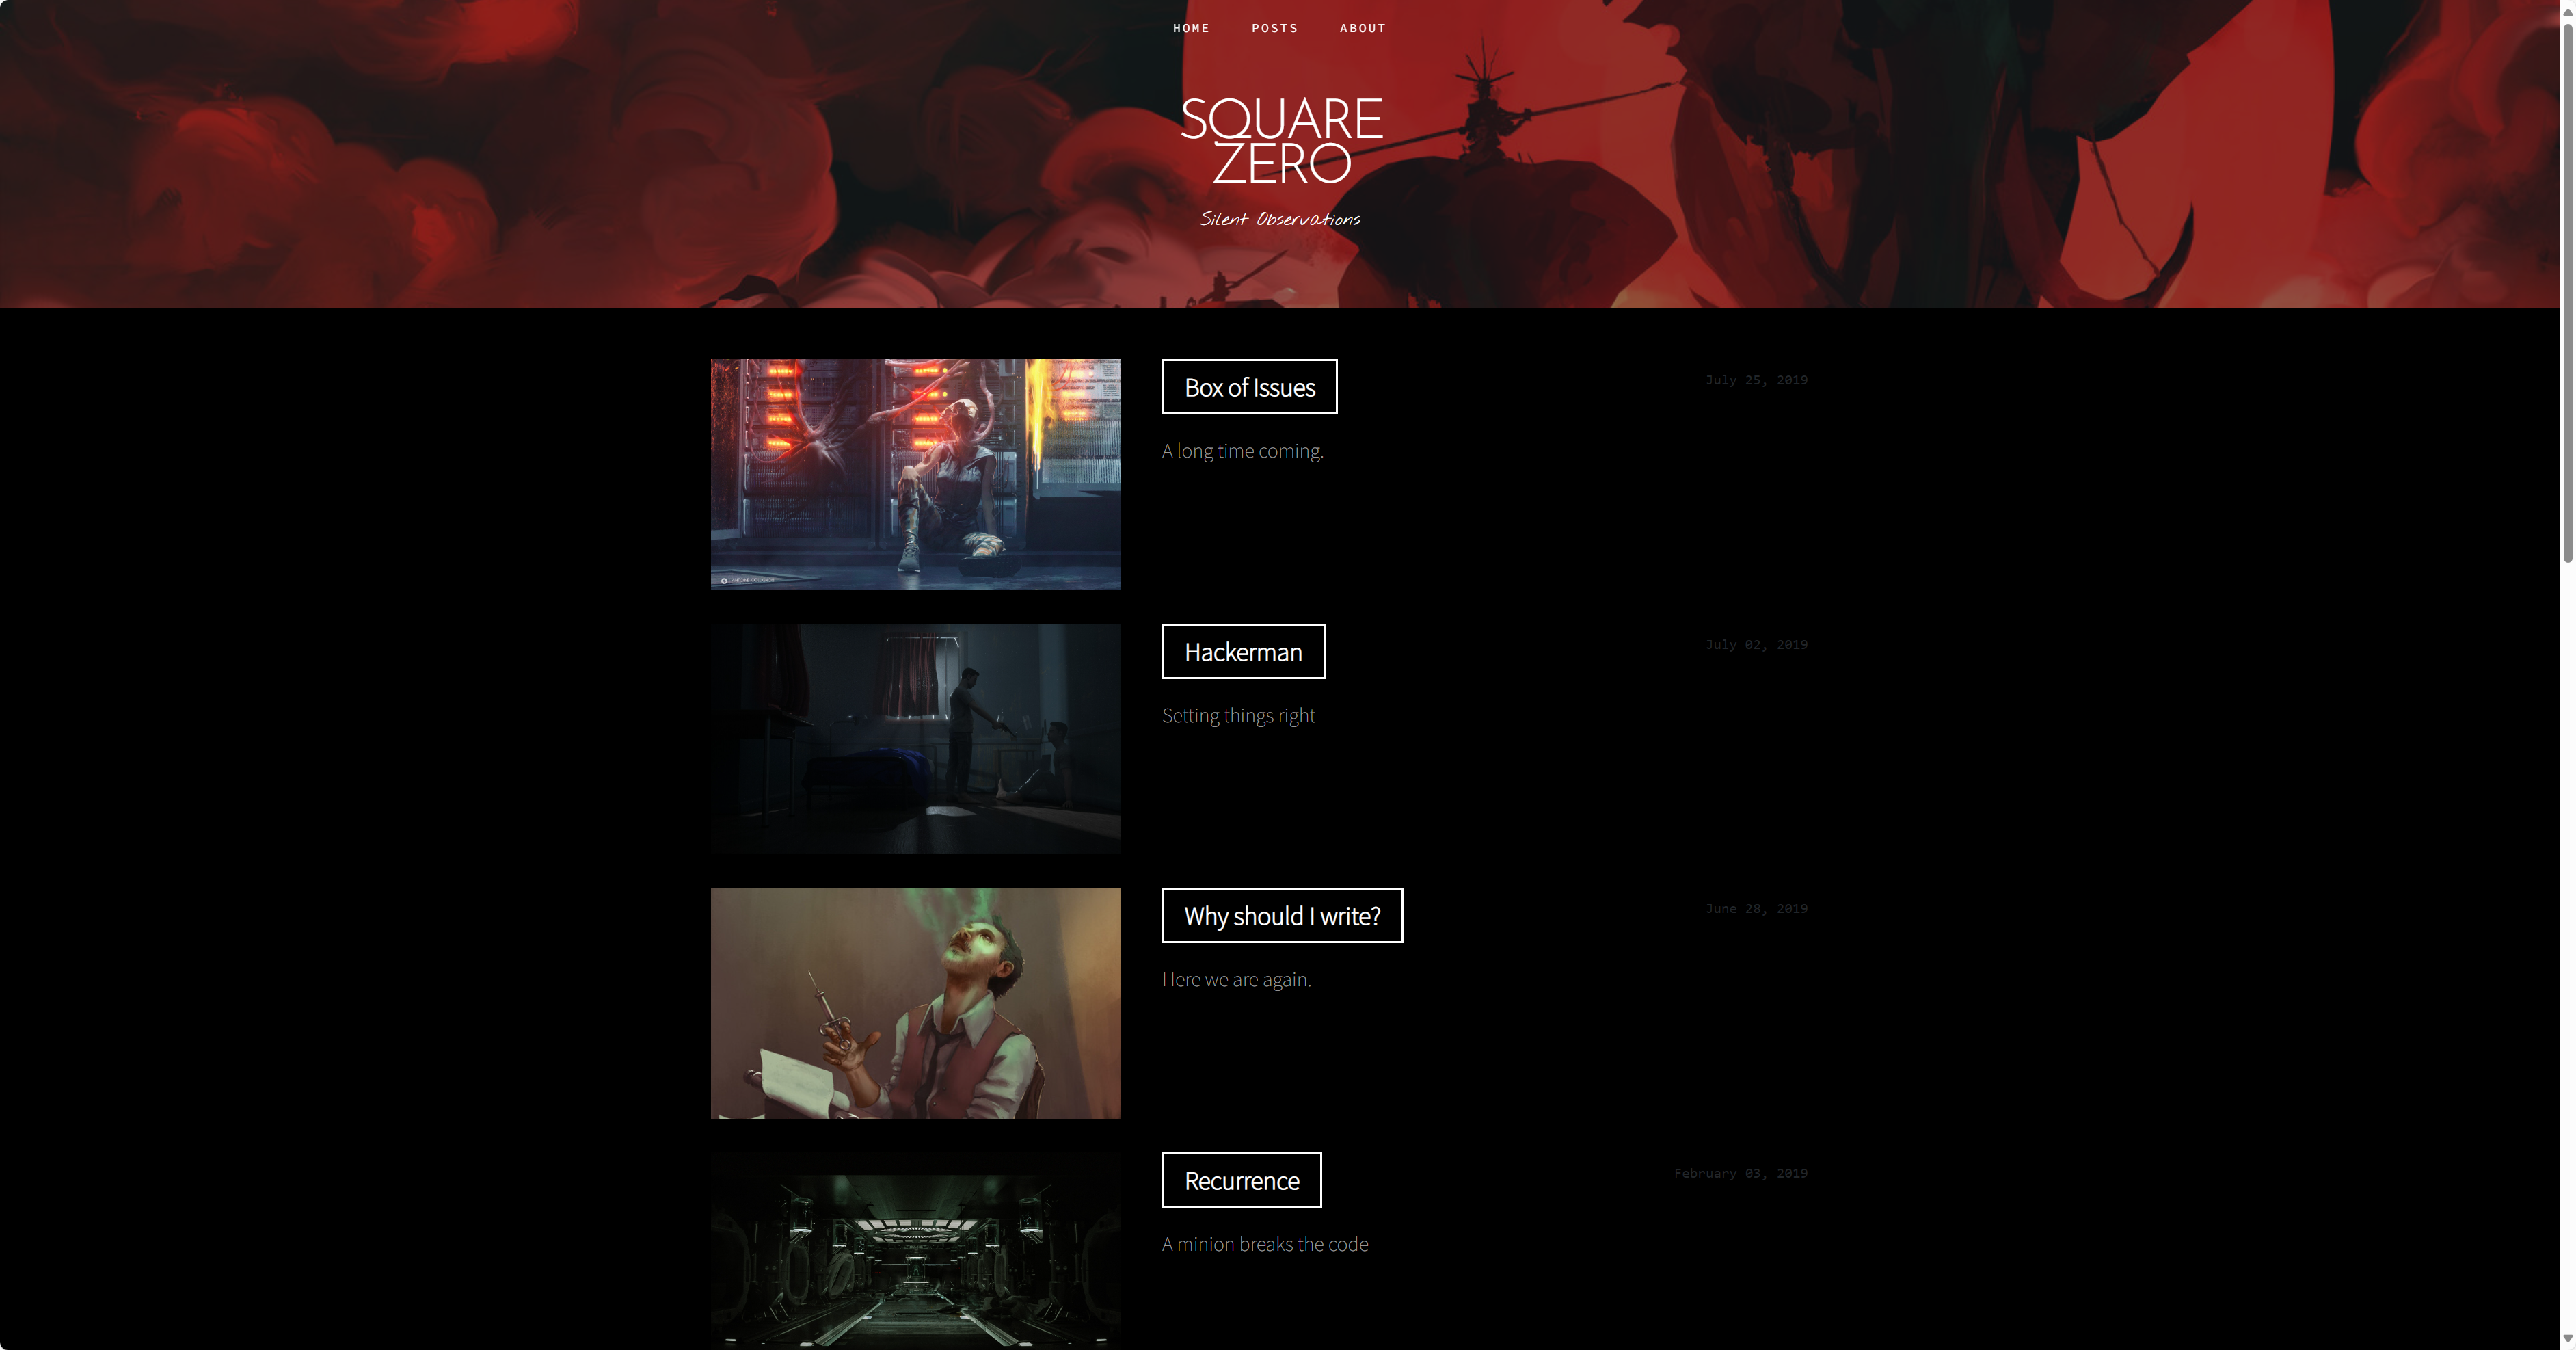 HOME POSTS ABOUT
SQUARE
ZERO
Silent Observations
Box of Issues
July 25, 2019
A long time coming.
Hackerman
July 02, 2019
Setting things right
Why should I write?
June 28, 2019
Here we are again.
Recurrence
February 03, 2019
A minion breaks the code